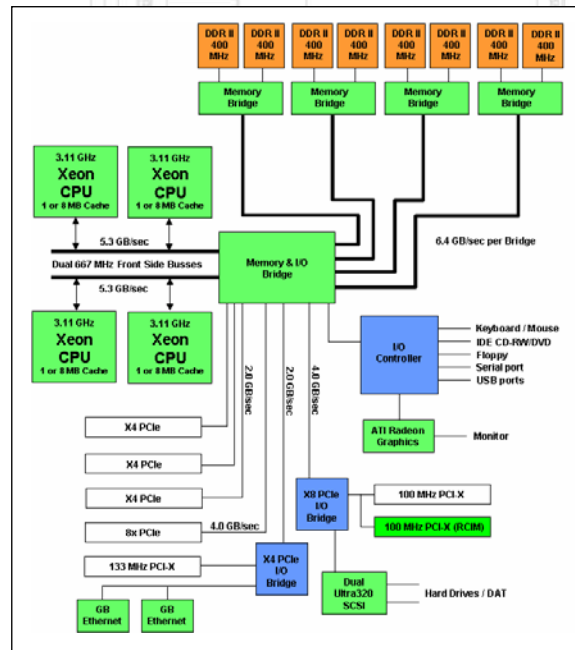 DDR II
400
MHz
DDR II
400
MHz
DDR II
400
MHz
DDR II
400
MHz
DDR II
400
MHz
DDR II
400
MHz
DDR II
400
MHz
DDR II
400
MHz
Memory
Bridge
Memory
Bridge
Memory
Bridge
Memory
Bridge
3.11 GHz
Xeon
CPU
1 or 8 MB Cache
3.11 GHz
Xeon
CPU
1 or 8 MB Cache
5.3 GB/sec
Dual 667 MHz Front Side Busses
5.3 GB/sec
Memory & I/O
Bridge
6.4 GB/sec per Bridge
3.11 GHz
Xeon
CPU
1 or 8 MB Cache
3.11 GHz
Xeon
CPU
1 or 8 MB Cache
2.0 GB/sec
2.0 GB/sec
4.0 GB/sec
I/O
Controller
Keyboard / Mouse
IDE CD-RW/DVD
Floppy
Serial port
USB ports
ATI Radeon
Graphics
Monitor
X4 PCIe
X4 PCIe
X4 PCIe
8x PCIe
4.0 GB/sec
133 MHz PCI-X
X8 PCIe
I/O
Bridge
100 MHz PCI-X
100 MHz PCI-X (RCIM)
X4 PCIe
I/O
Bridge
GB
Ethernet
GB
Ethernet
Dual
Ultra320
SCSI
Hard Drives / DAT